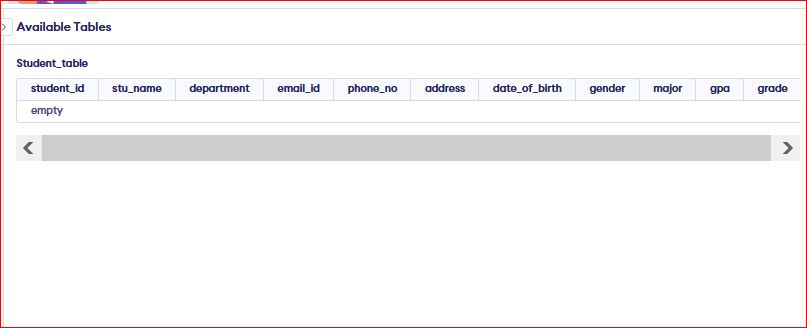 Available Tables
Student_table
student_id stu_name department email_id phone_no address date_of_birth gender major gpa grade
empty